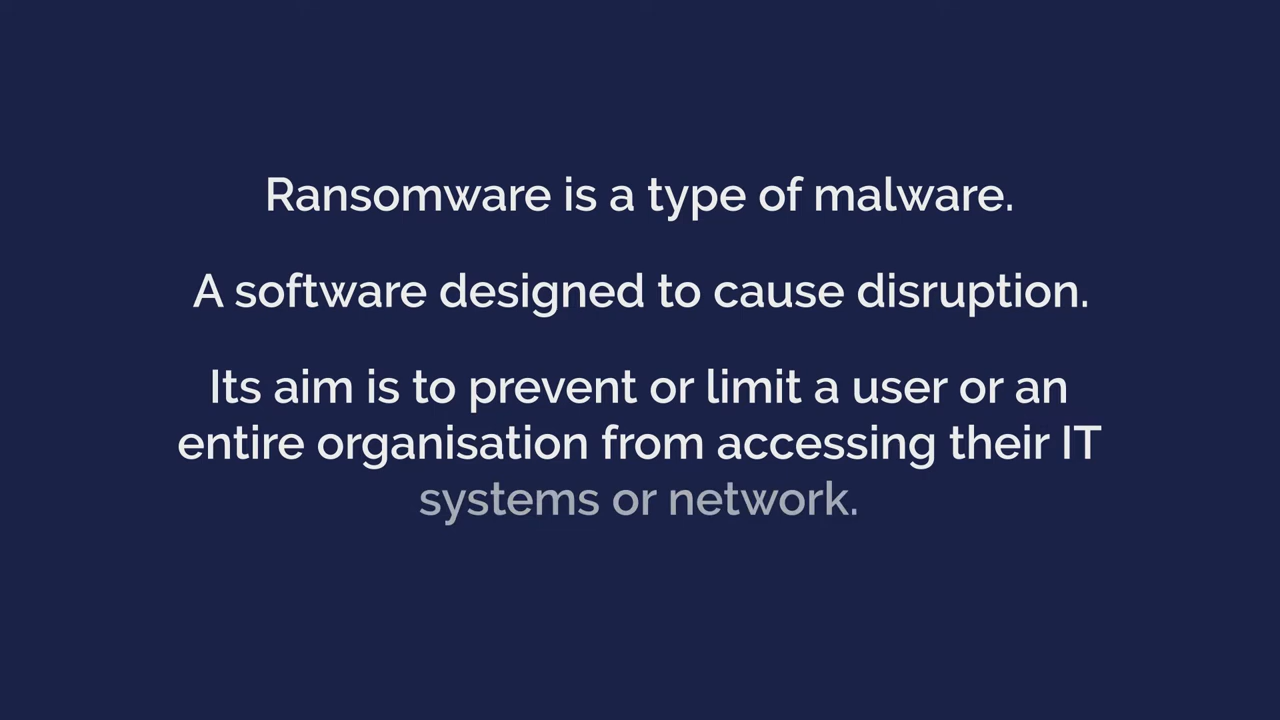 Ransomware is a type of malware.
A software designed to cause disruption.
Its aim is to prevent or limit a user or an
entire organisation from accessing their IT
systems or network.